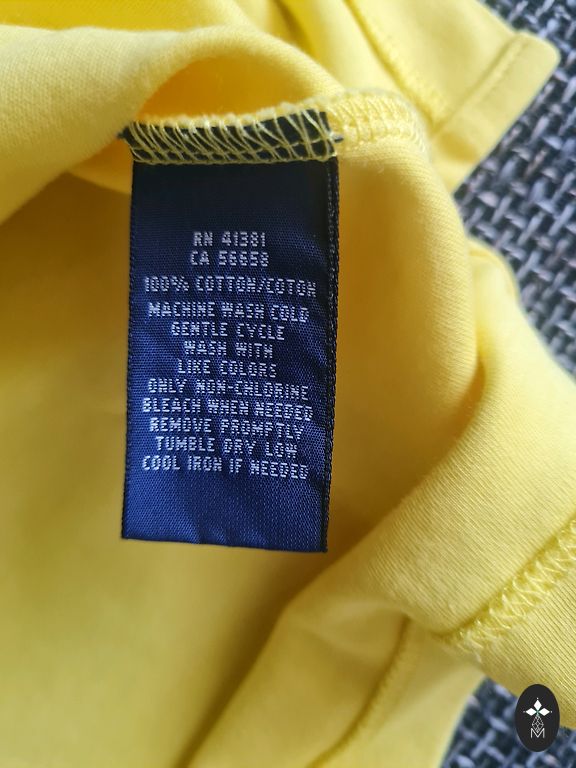 RN 41381
CA 56658
100% COTTON/COTON
MACHINE WASH COLD
GENTLE CYCLE
WASH WITH
LIKE COLORS
ONLY NON-CHLORINE
BLEACH WHEN NEEDED
REMOVE PROMPTLY
TUMBLE DRY LOW
COOL IRON IF NEEDED
M